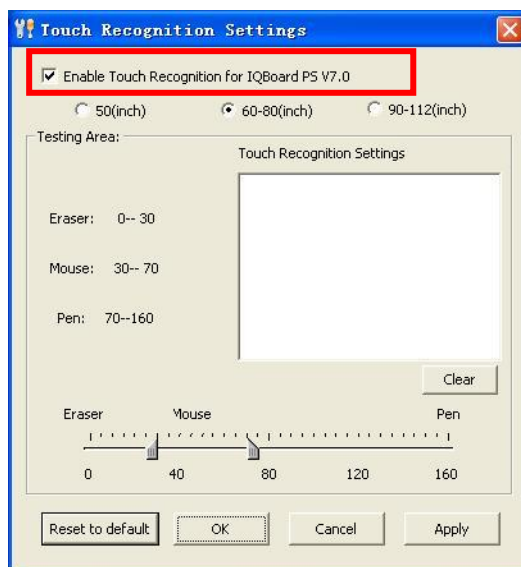 Touch Recognition Settings
Enable Touch Recognition for IQBoard PS V7.0
50(inch) 60-80(inch) 90-112(inch)
Testing Area:
Touch Recognition Settings
Eraser: 0-- 30
Mouse: 30-- 70
Pen: 70--160
Clear
Eraser Mouse Pen
0 40 80 120 160
Reset to default OK Cancel Apply